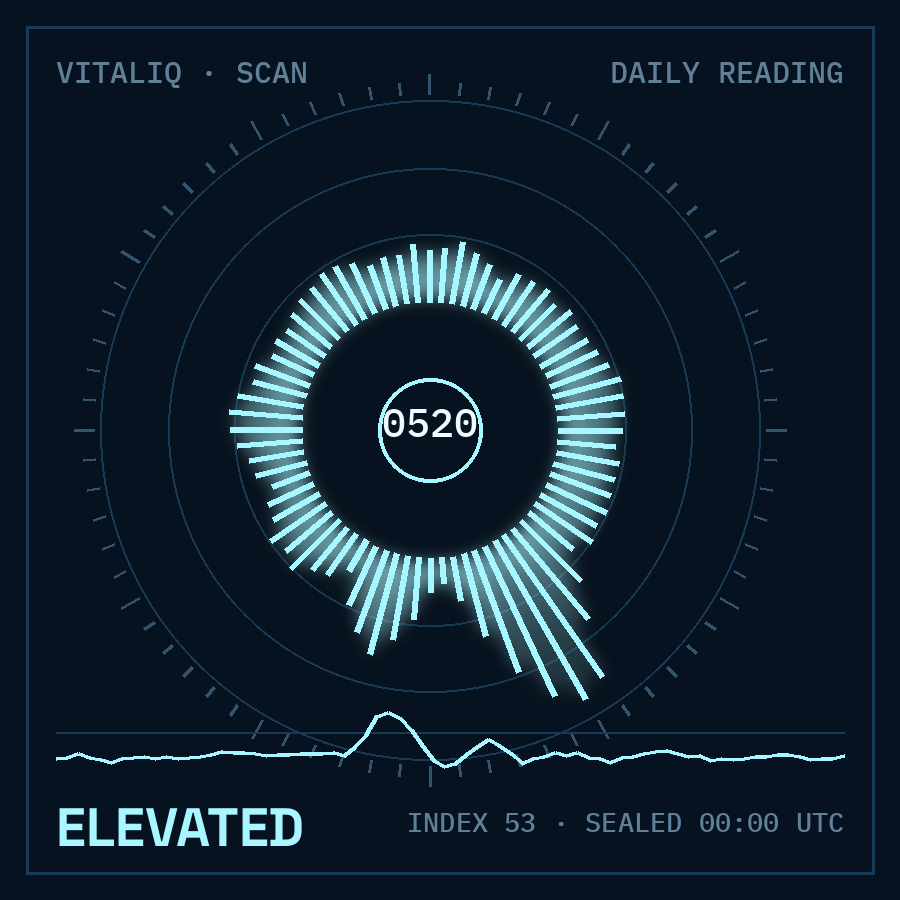 VITALIQ · SCAN
DAILY READING
0520
ELEVATED
INDEX 53 · SEALED 00:00 UTC